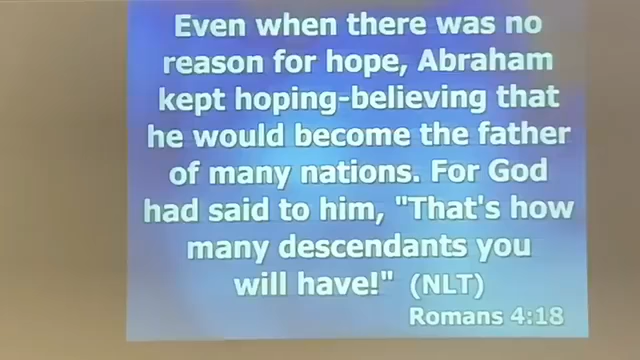 Even when there was no
reason for hope, Abraham
kept hoping-believing that
he would become the father
of many nations. For God
had said to him, "That's how
many descendants you
will have!" (NLT)
Romans 4:18